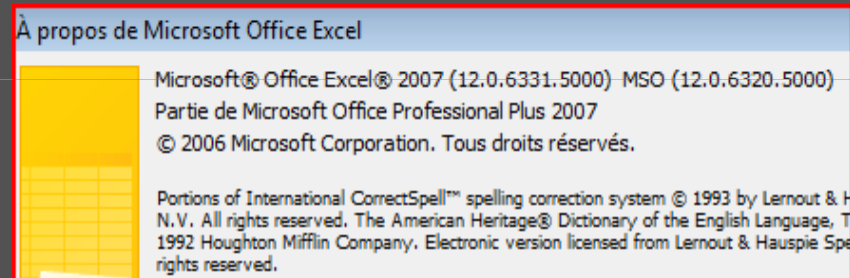 À propos de Microsoft Office Excel
Microsoft® Office Excel® 2007 (12.0.6331.5000) MSO (12.0.6320.5000)
Partie de Microsoft Office Professional Plus 2007
© 2006 Microsoft Corporation. Tous droits réservés.
Portions of International CorrectSpell™ spelling correction system © 1993 by Lernout &
N.V. All rights reserved. The American Heritage® Dictionary of the English Language,
1992 Houghton Mifflin Company. Electronic version licensed from Lernout & Hauspie
rights reserved.